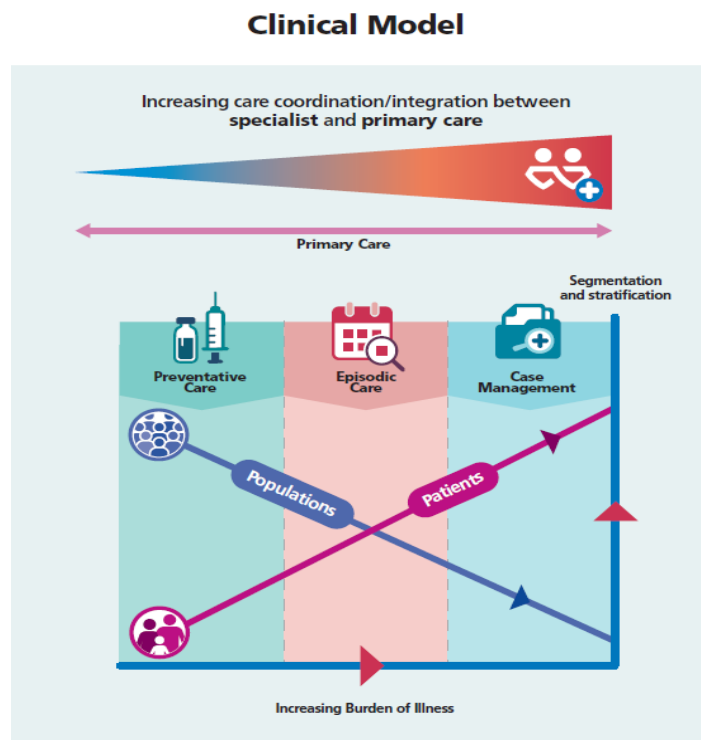 Clinical Model
Increasing care coordination/integration between
specialist and primary care
Primary Care
Segmentation
and stratification
Preventative
Care
Episodic
Care
Case
Management
Populations
Patients
Increasing Burden of Illness